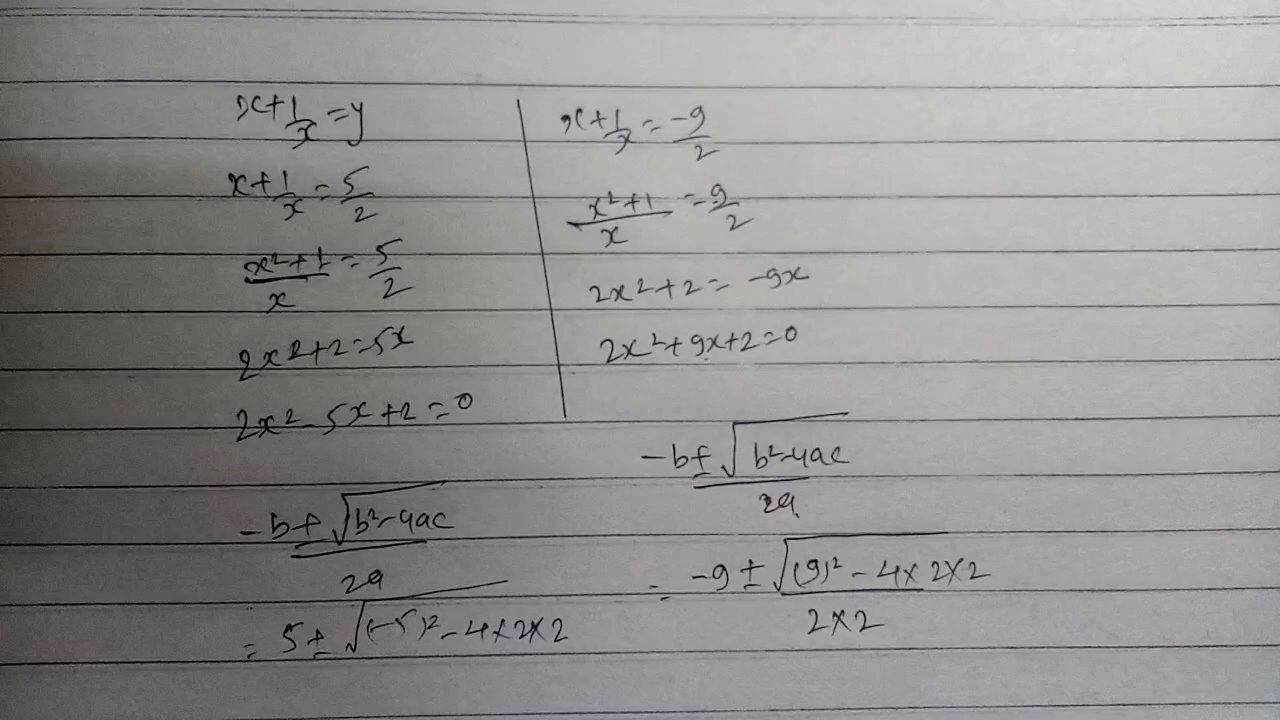 x+1/x=y
x+1/x=5/2
x²+1/x=5/2
2x²+2=5x
2x²-5x+2=0
-b±√b²-4ac/2a
=5±√(-5)²-4×2×2
x+1/x=-9/2
x²+1/x=9/2
2x²+2=-9x
2x²+9x+2=0
-b±√b²-4ac/2a
=-9±√(9)²-4×2×2/2×2